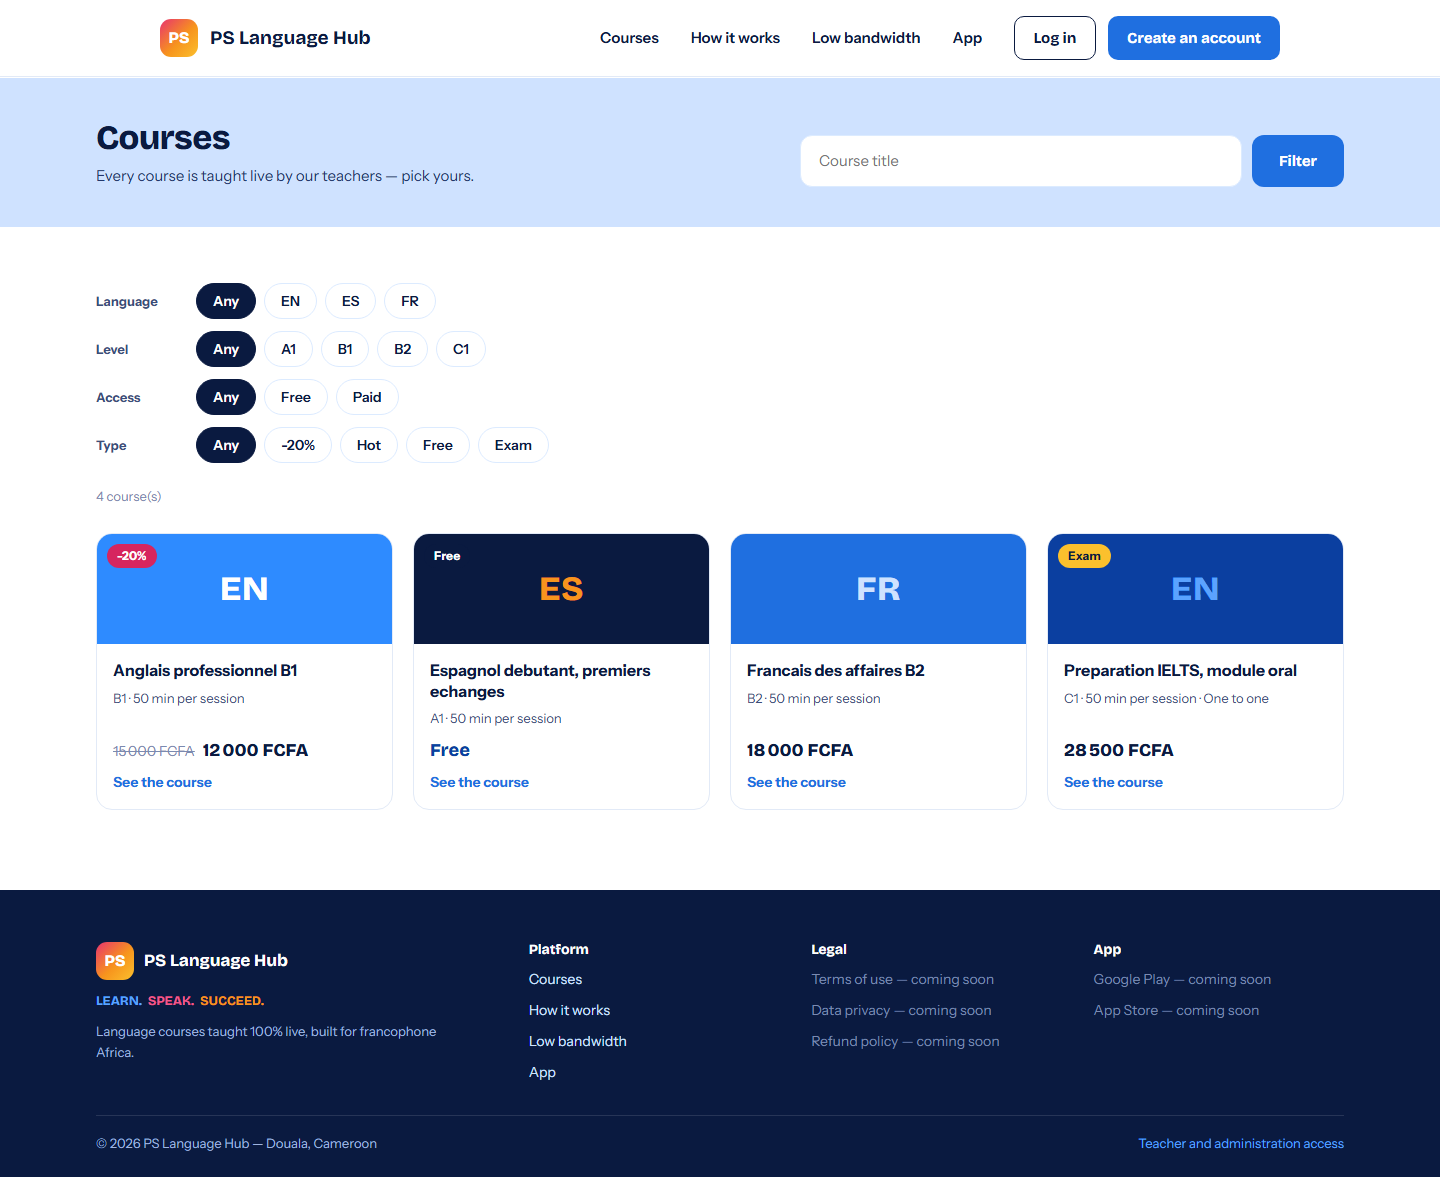 PS
PS Language Hub
Courses
How it works
Low bandwidth
App
Log in
Create an account
Courses
Every course is taught live by our teachers — pick yours.
Course title
Filter
Language
Any
EN
ES
FR
Level
Any
A1
B1
B2
C1
Access
Any
Free
Paid
Type
Any
-20%
Hot
Free
Exam
4 course(s)
-20%
EN
Anglais professionnel B1
B1 · 50 min per session
15 000 FCFA 12 000 FCFA
See the course
Free
ES
Espagnol debutant, premiers
echanges
A1 · 50 min per session
Free
See the course
FR
Francais des affaires B2
B2 · 50 min per session
18 000 FCFA
See the course
Exam
EN
Preparation IELTS, module oral
C1 · 50 min per session · One to one
28 500 FCFA
See the course
PS
PS Language Hub
LEARN. SPEAK. SUCCEED.
Language courses taught 100% live, built for francophone
Africa.
Platform
Courses
How it works
Low bandwidth
App
Legal
Terms of use — coming soon
Data privacy — coming soon
Refund policy — coming soon
App
Google Play — coming soon
App Store — coming soon
© 2026 PS Language Hub — Douala, Cameroon
Teacher and administration access